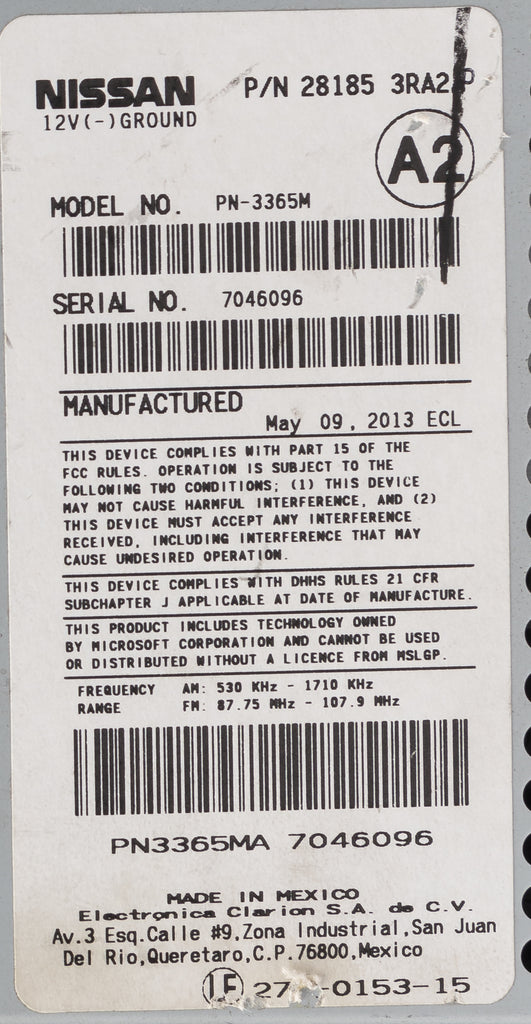 NISSAN P/N 28185 3RA2 P
12V(-)GROUND
A2
MODEL NO. PN-3365M
SERIAL NO. 7046096
MANUFACTURED
May 09, 2013 ECL
THIS DEVICE COMPLIES WITH PART 15 OF THE
FCC RULES. OPERATION IS SUBJECT TO THE
FOLLOWING TWO CONDITIONS; (1) THIS DEVICE
MAY NOT CAUSE HARMFUL INTERFERENCE, AND (2)
THIS DEVICE MUST ACCEPT ANY INTERFERENCE
RECEIVED, INCLUDING INTERFERENCE THAT MAY
CAUSE UNDESIRED OPERATION.
THIS DEVICE COMPLIES WITH DHHS RULES 21 CFR
SUBCHAPTER J APPLICABLE AT DATE OF MANUFACTURE.
THIS PRODUCT INCLUDES TECHNOLOGY OWNED
BY MICROSOFT CORPORATION AND CANNOT BE USED
OR DISTRIBUTED WITHOUT A LICENCE FROM MSLGP.
FREQUENCY AM: 530 KHz - 1710 KHz
RANGE FM: 87.75 MHz - 107.9 MHz
PN3365MA 7046096
MADE IN MEXICO
Electronica Clarion S.A. de C.V.
Av.3 Esq.Calle #9,Zona Industrial,San Juan
Del Rio,Queretaro,C.P.76800,Mexico
LF 27 -0153-15